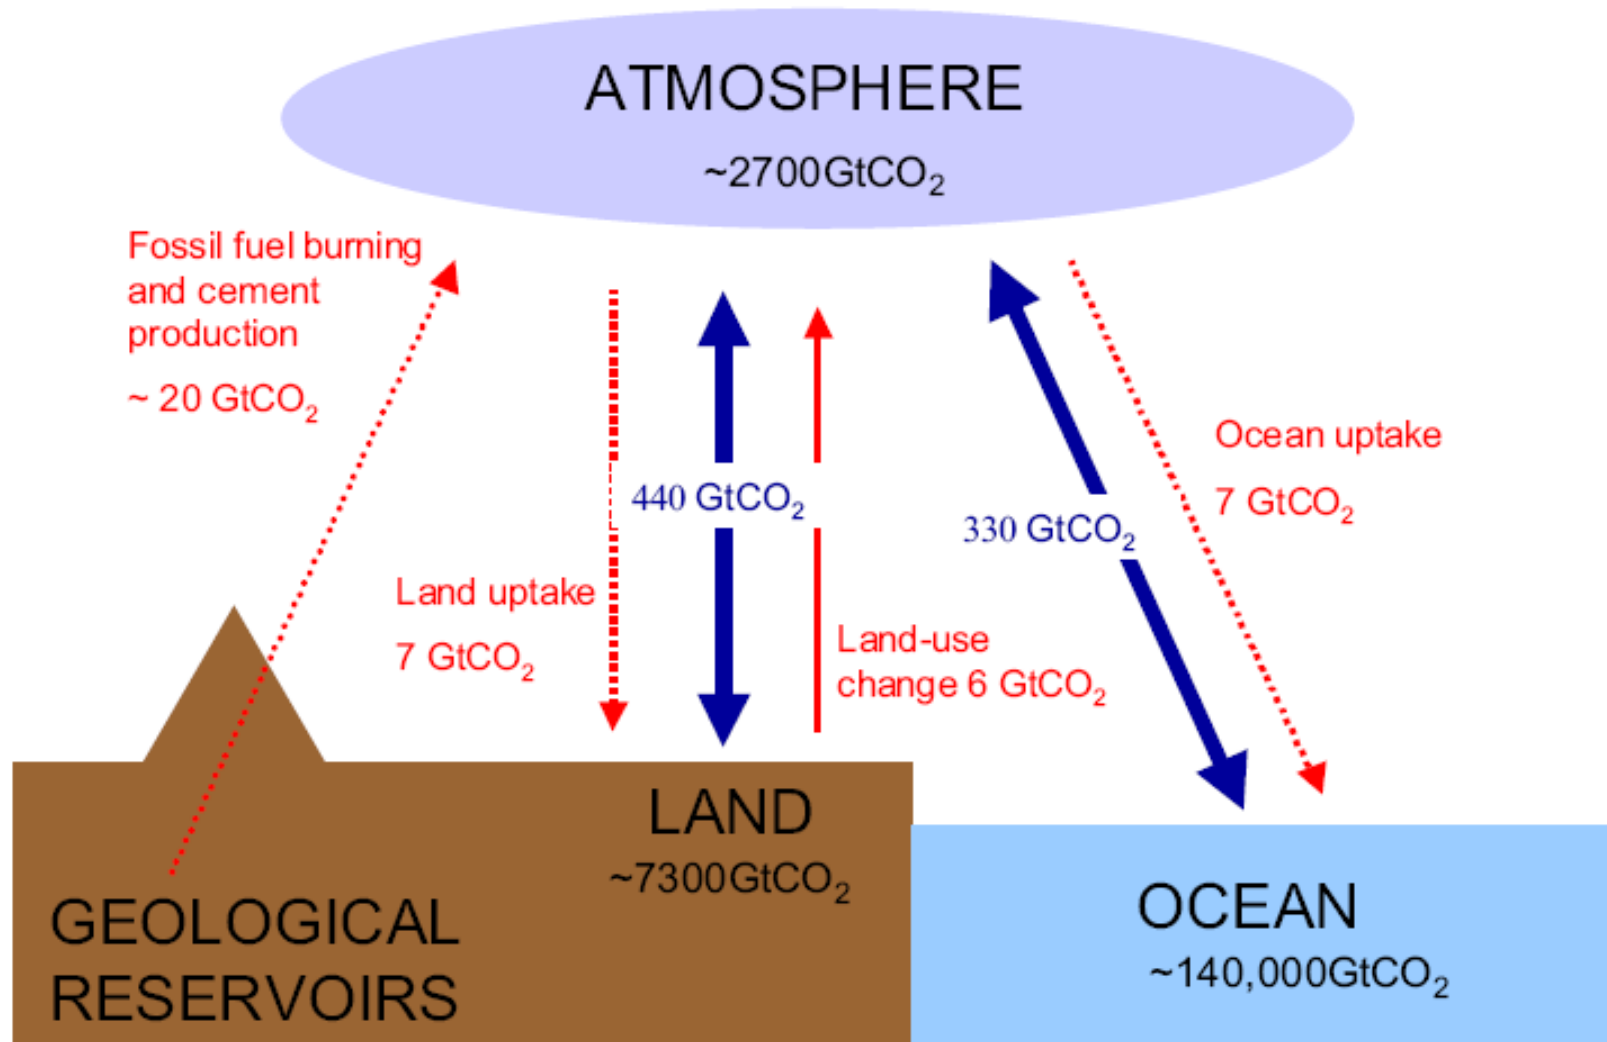 ATMOSPHERE
~2700GtCO₂
Fossil fuel burning
and cement
production
~ 20 GtCO₂
Land uptake
7 GtCO₂
440 GtCO₂
Land-use
change 6 GtCO₂
330 GtCO₂
Ocean uptake
7 GtCO₂
LAND
~7300GtCO₂
GEOLOGICAL
RESERVOIRS
OCEAN
~140,000GtCO₂